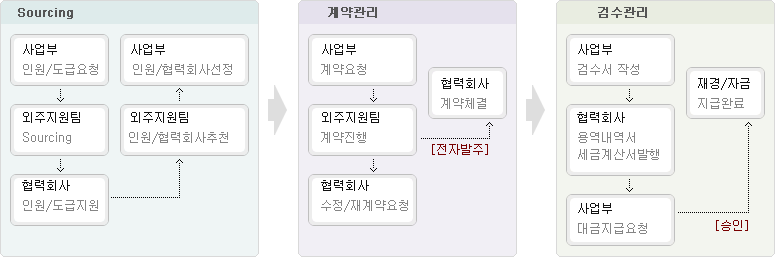 Sourcing
사업부
인원/도급요청
외주지원팀
Sourcing
협력회사
인원/도급지원
사업부
인원/협력회사선정
외주지원팀
인원/협력회사추천
계약관리
사업부
계약요청
외주지원팀
계약진행
협력회사
수정/재계약요청
협력회사
계약체결
[전자발주]
검수관리
사업부
검수서 작성
협력회사
용역내역서
세금계산서발행
사업부
대금지급요청
재경/자금
지급완료
[승인]